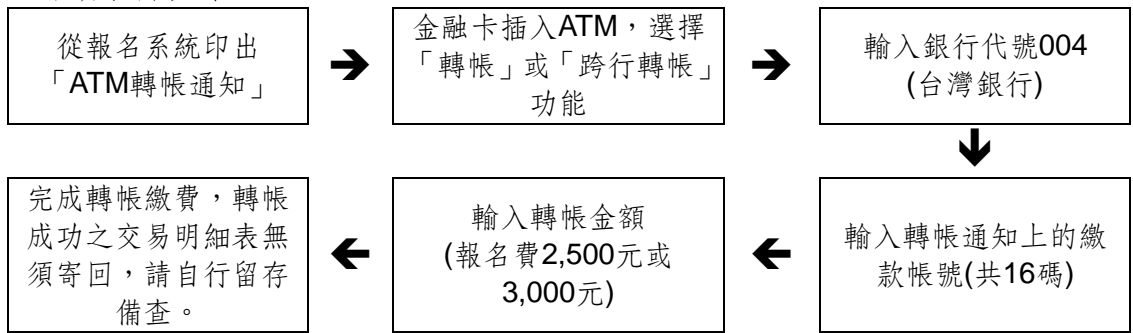 從報名系統印出
「ATM轉帳通知」
金融卡插入ATM，選擇
「轉帳」或「跨行轉帳」
功能
輸入銀行代號004
(台灣銀行)
輸入轉帳通知上的繳
款帳號(共16碼)
輸入轉帳金額
(報名費2,500元或
3,000元)
完成轉帳繳費，轉帳
成功之交易明細表無
須寄回，請自行留存
備查。